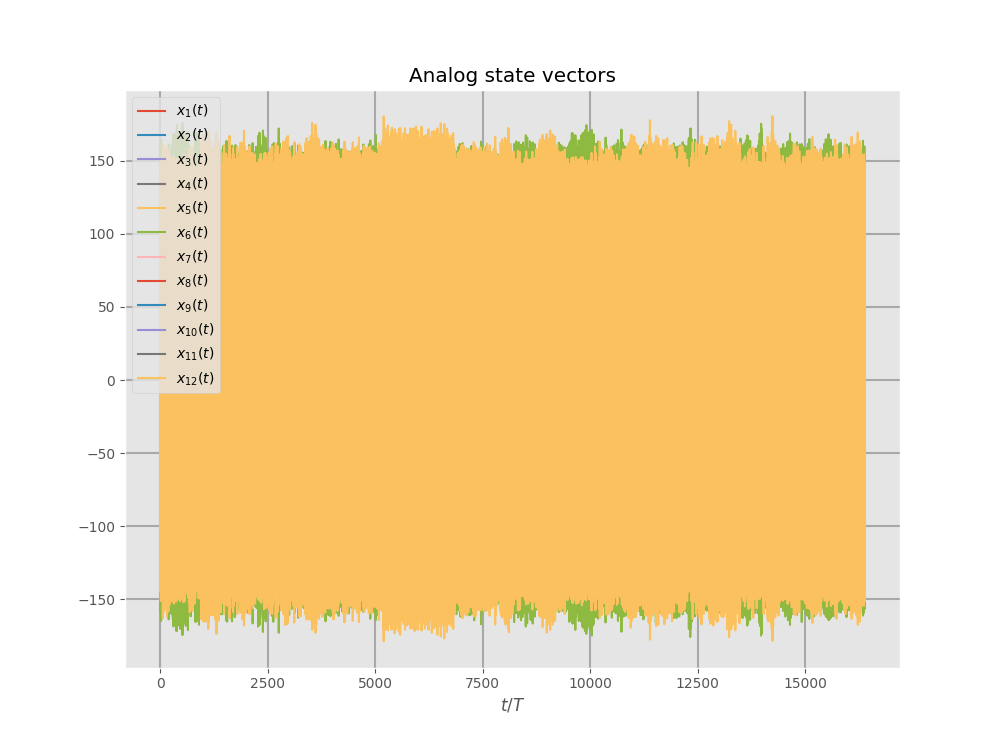 Analog state vectors
x₁(t)
x₂(t)
x₃(t)
x₄(t)
x₅(t)
x₆(t)
x₇(t)
x₈(t)
x₉(t)
x₁₀(t)
x₁₁(t)
x₁₂(t)
150
100
50
0
−50
−100
−150
0 2500 5000 7500 10000 12500 15000
t/T